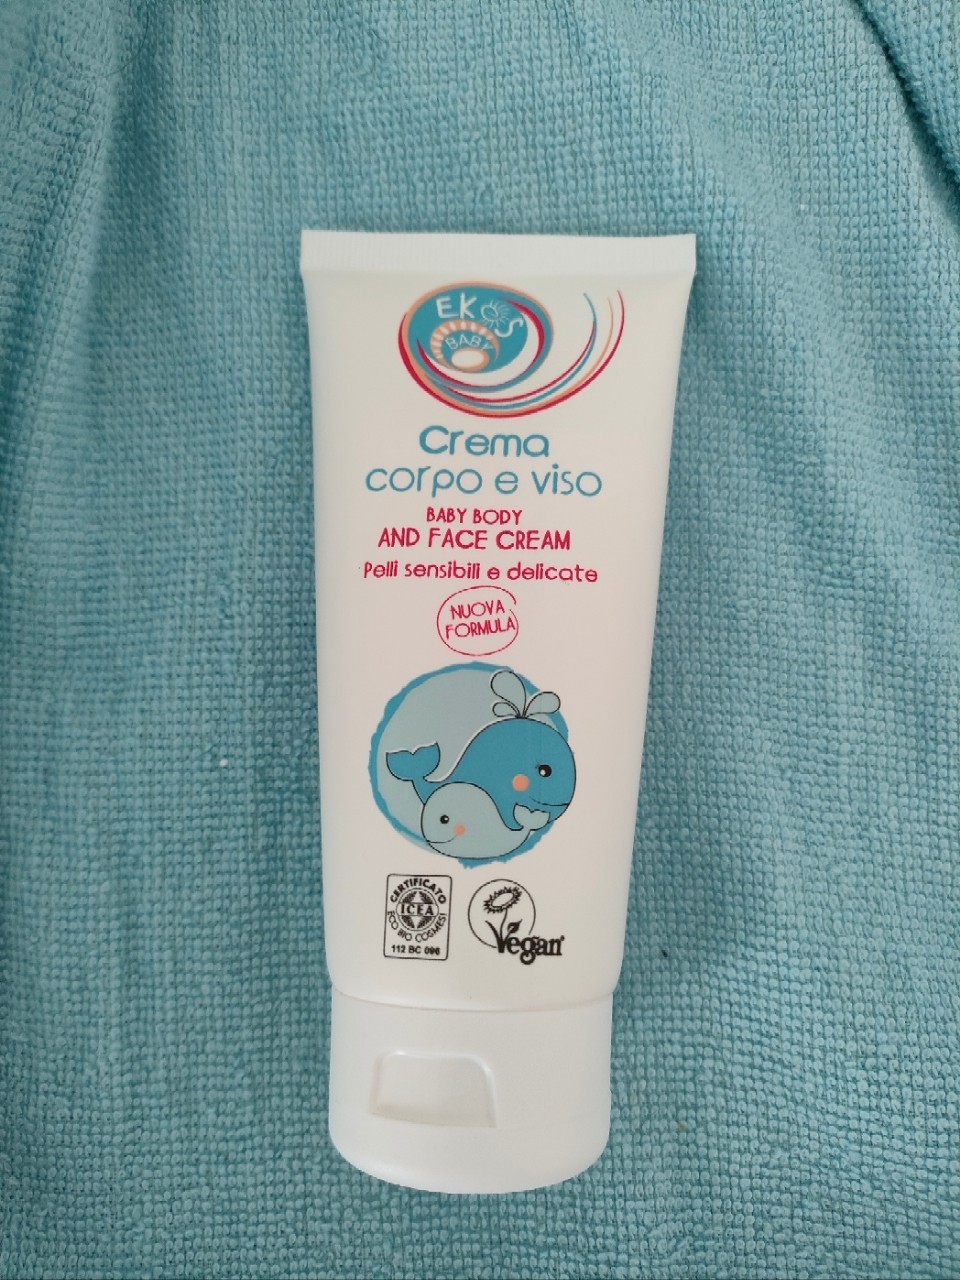 EKOS
BABY
Crema
corpo e viso
BABY BODY
AND FACE CREAM
Pelli sensibili e delicate
NUOVA
FORMULA
CERTIFICATO
ICEA
ECO BIO COSMESI
112 BC 096
Vegan